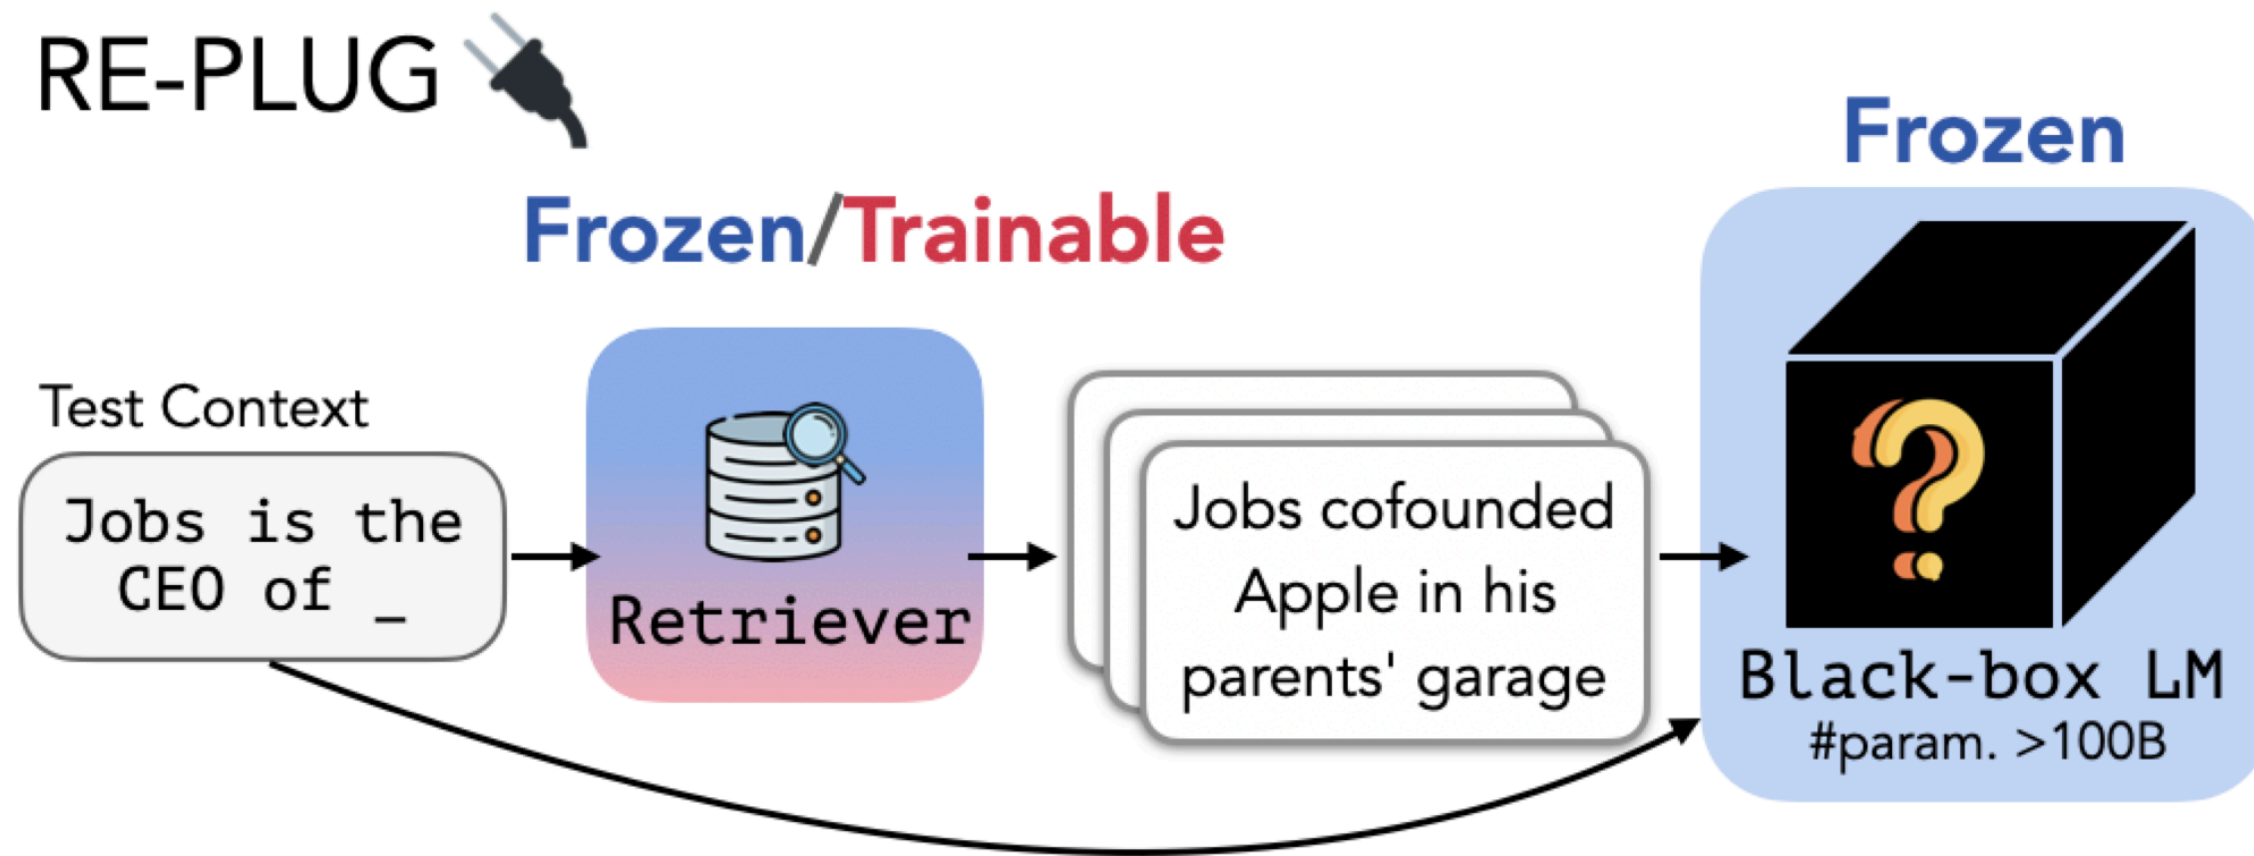 RE-PLUG
Frozen
Frozen/Trainable
Test Context
Jobs is the
CEO of _
Retriever
Jobs cofounded
Apple in his
parents' garage
Black-box LM
#param. >100B